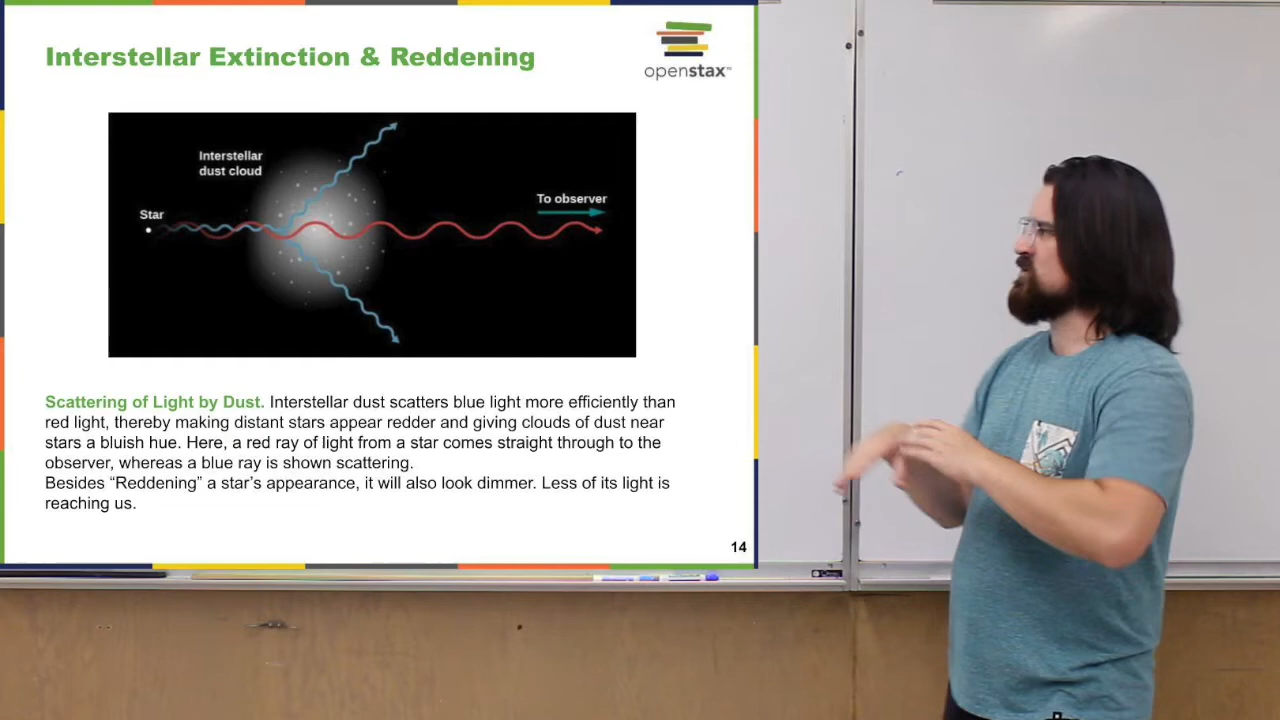 Interstellar Extinction & Reddening
openstax™
Interstellar
dust cloud
To observer
Star
Scattering of Light by Dust. Interstellar dust scatters blue light more efficiently than
red light, thereby making distant stars appear redder and giving clouds of dust near
stars a bluish hue. Here, a red ray of light from a star comes straight through to the
observer, whereas a blue ray is shown scattering.
Besides “Reddening” a star’s appearance, it will also look dimmer. Less of its light is
reaching us.
14